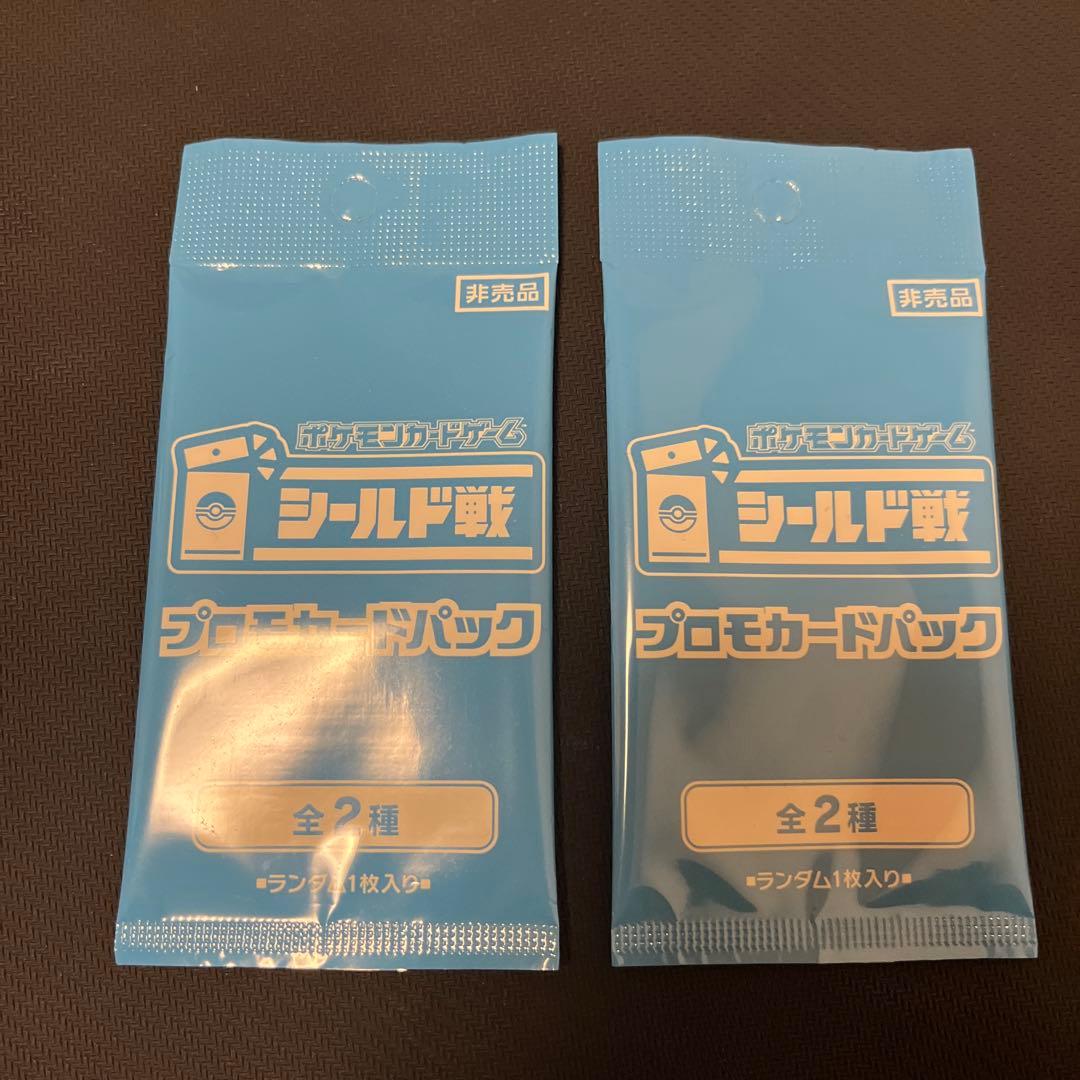 非売品
ポケモンカードゲーム
シールド戦
プロモカードパック
全2種
■ランダム1枚入り■
非売品
ポケモンカードゲーム
シールド戦
プロモカードパック
全2種
■ランダム1枚入り■